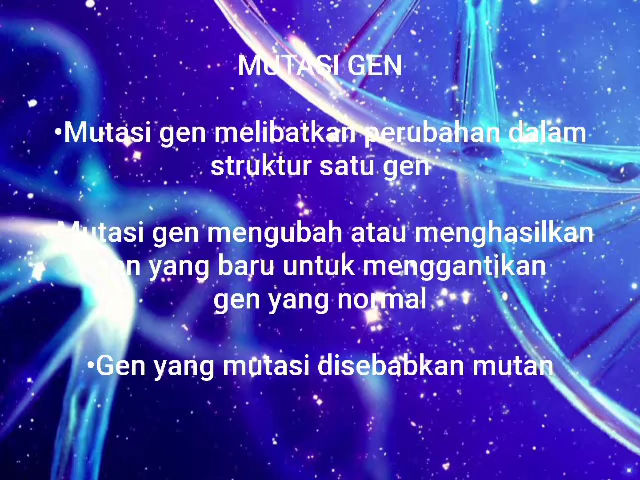 MUTASI GEN
•Mutasi gen melibatkan perubahan dalam
struktur satu gen
•Mutasi gen mengubah atau menghasilkan
gen yang baru untuk menggantikan
gen yang normal
•Gen yang mutasi disebabkan mutan